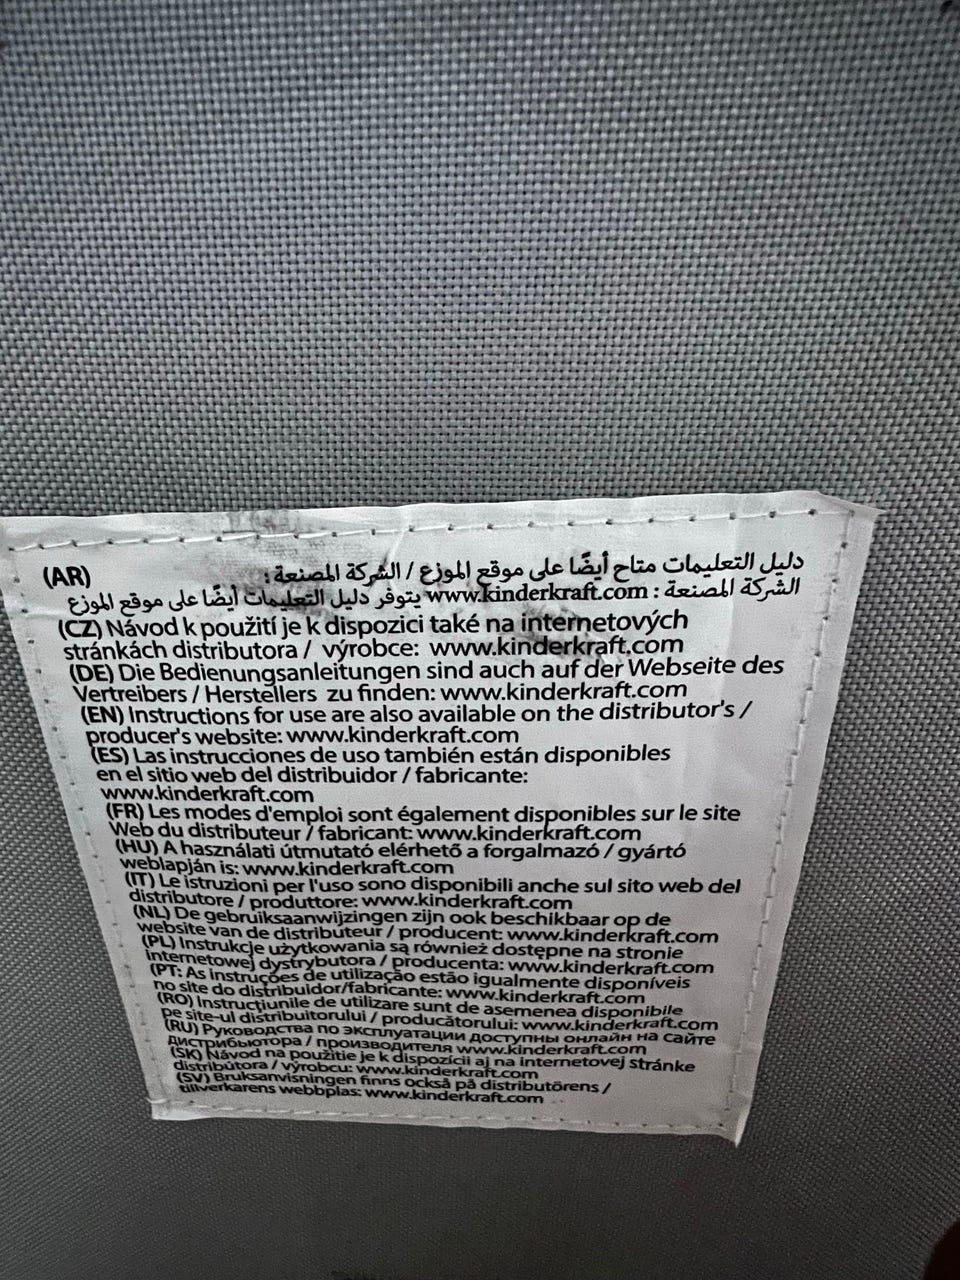 (AR) دليل التعليمات متاح أيضًا على موقع الموزع / الشركة المصنعة :
الشركة المصنعة : www.kinderkraft.com يتوفر دليل التعليمات أيضًا على موقع الموزع
(CZ) Návod k použití je k dispozici také na internetových
stránkách distributora / výrobce: www.kinderkraft.com
(DE) Die Bedienungsanleitungen sind auch auf der Webseite des
Vertreibers / Herstellers zu finden: www.kinderkraft.com
(EN) Instructions for use are also available on the distributor's /
producer's website: www.kinderkraft.com
(ES) Las instrucciones de uso también están disponibles
en el sitio web del distribuidor / fabricante:
www.kinderkraft.com
(FR) Les modes d'emploi sont également disponibles sur le site
Web du distributeur / fabricant: www.kinderkraft.com
(HU) A használati útmutató elérhető a forgalmazó / gyártó
weblapján is: www.kinderkraft.com
(IT) Le istruzioni per l'uso sono disponibili anche sul sito web del
distributore / produttore: www.kinderkraft.com
(NL) De gebruiksaanwijzingen zijn ook beschikbaar op de
website van de distributeur / producent: www.kinderkraft.com
(PL) Instrukcje użytkowania są również dostępne na stronie
internetowej dystrybutora / producenta: www.kinderkraft.com
(PT: As instruções de utilização estão igualmente disponíveis
no site do distribuidor/fabricante: www.kinderkraft.com
(RO) Instrucțiunile de utilizare sunt de asemenea disponibile
pe site-ul distribuitorului / producătorului: www.kinderkraft.com
(RU) Руководства по эксплуатации доступны онлайн на сайте
дистрибьютора / производителя www.kinderkraft.com
(SK) Návod na použitie je k dispozícii aj na internetovej stránke
distribútora / výrobcu: www.kinderkraft.com
(SV) Bruksanvisningen finns också på distributörens /
tillverkarens webbplas: www.kinderkraft.com